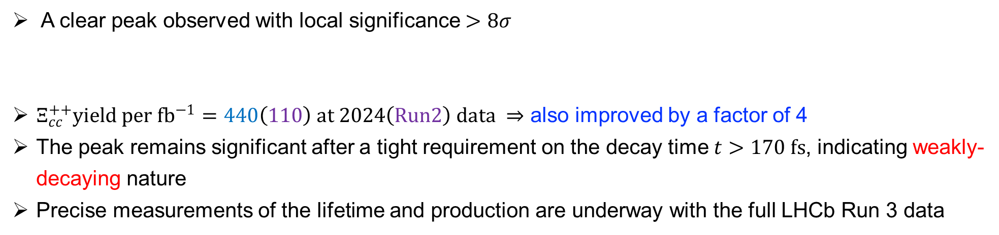 ➢ A clear peak observed with local significance > 8σ
➢ Ξ_{cc}^{++} yield per fb^{−1} = 440(110) at 2024(Run2) data ⇒ also improved by a factor of 4
➢ The peak remains significant after a tight requirement on the decay time t > 170 fs, indicating weakly-
decaying nature
➢ Precise measurements of the lifetime and production are underway with the full LHCb Run 3 data